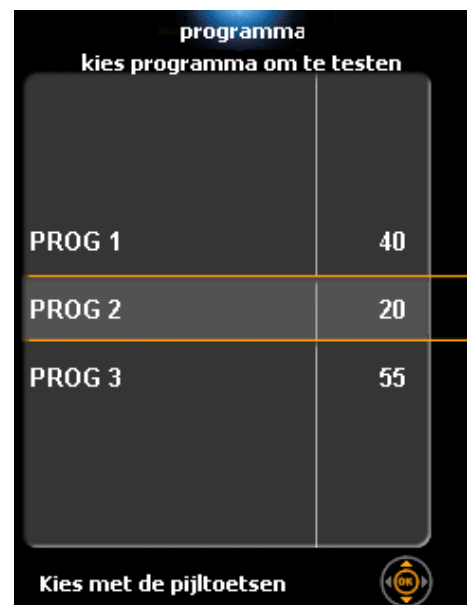 programma
kies programma om te testen
PROG 1 40
PROG 2 20
PROG 3 55
Kies met de pijltoetsen OK